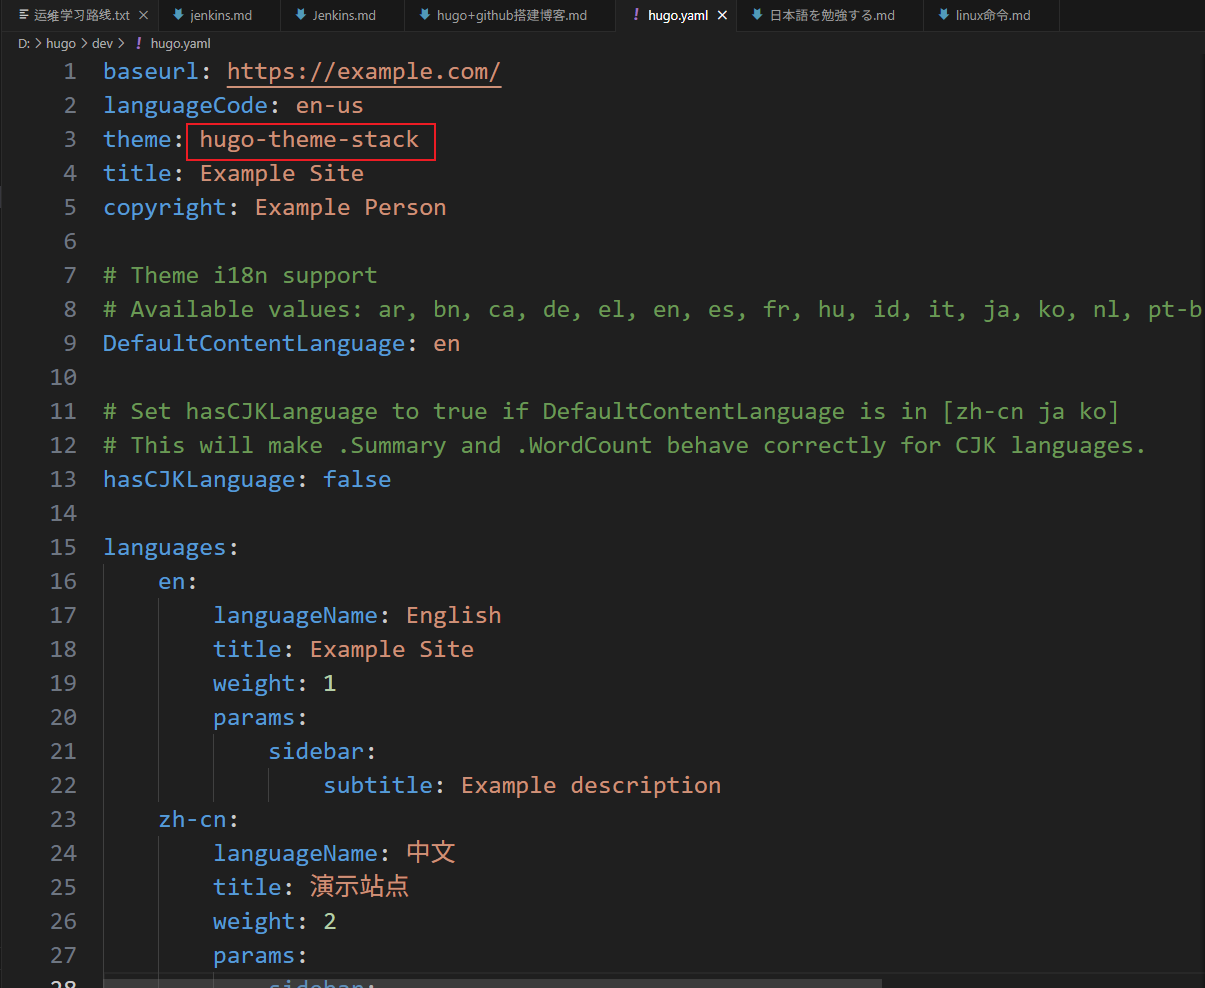 运维学习路线.txt
jenkins.md
Jenkins.md
hugo+github搭建博客.md
! hugo.yaml
日本語を勉強する.md
linux命令.md
D: > hugo > dev > ! hugo.yaml
1 baseurl: https://example.com/
2 languageCode: en-us
3 theme: hugo-theme-stack
4 title: Example Site
5 copyright: Example Person
6
7 # Theme i18n support
8 # Available values: ar, bn, ca, de, el, en, es, fr, hu, id, it, ja, ko, nl, pt-b
9 DefaultContentLanguage: en
10
11 # Set hasCJKLanguage to true if DefaultContentLanguage is in [zh-cn ja ko]
12 # This will make .Summary and .WordCount behave correctly for CJK languages.
13 hasCJKLanguage: false
14
15 languages:
16 en:
17 languageName: English
18 title: Example Site
19 weight: 1
20 params:
21 sidebar:
22 subtitle: Example description
23 zh-cn:
24 languageName: 中文
25 title: 演示站点
26 weight: 2
27 params:
28 sidebar: